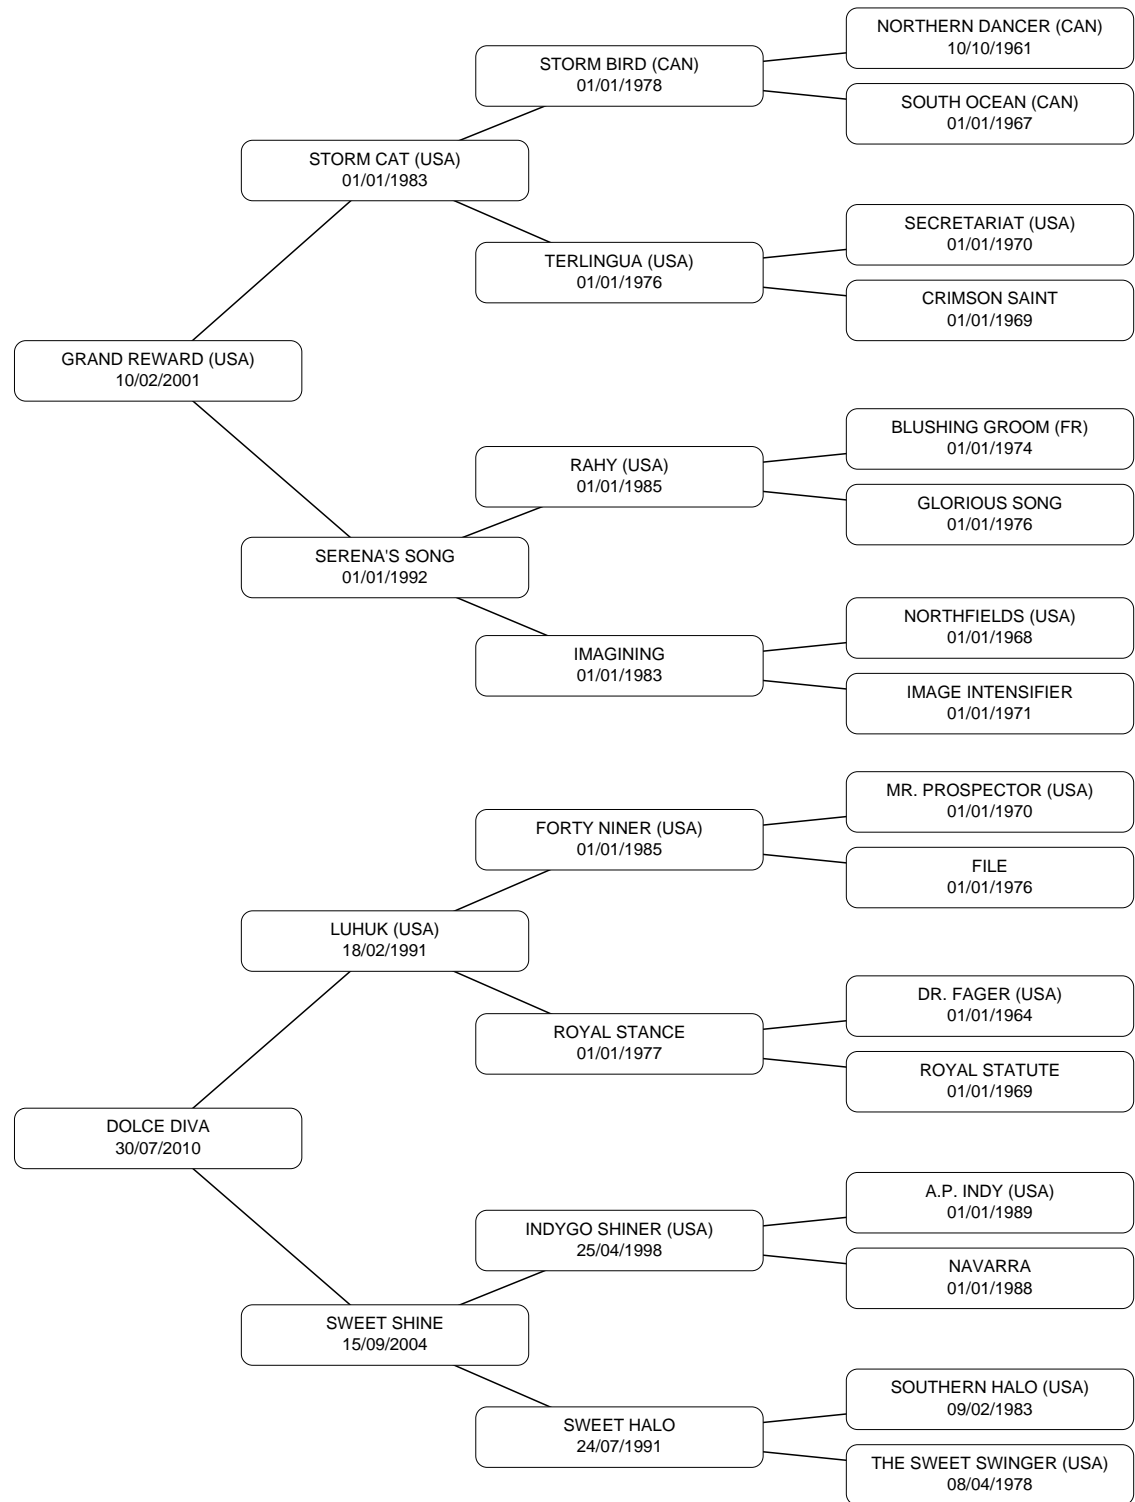 NORTHERN DANCER (CAN)
10/10/1961
STORM BIRD (CAN)
01/01/1978
SOUTH OCEAN (CAN)
01/01/1967
STORM CAT (USA)
01/01/1983
SECRETARIAT (USA)
01/01/1970
TERLINGUA (USA)
01/01/1976
CRIMSON SAINT
01/01/1969
GRAND REWARD (USA)
10/02/2001
BLUSHING GROOM (FR)
01/01/1974
RAHY (USA)
01/01/1985
GLORIOUS SONG
01/01/1976
SERENA'S SONG
01/01/1992
NORTHFIELDS (USA)
01/01/1968
IMAGINING
01/01/1983
IMAGE INTENSIFIER
01/01/1971
MR. PROSPECTOR (USA)
01/01/1970
FORTY NINER (USA)
01/01/1985
FILE
01/01/1976
LUHUK (USA)
18/02/1991
DR. FAGER (USA)
01/01/1964
ROYAL STANCE
01/01/1977
ROYAL STATUTE
01/01/1969
DOLCE DIVA
30/07/2010
A.P. INDY (USA)
01/01/1989
INDYGO SHINER (USA)
25/04/1998
NAVARRA
01/01/1988
SWEET SHINE
15/09/2004
SOUTHERN HALO (USA)
09/02/1983
SWEET HALO
24/07/1991
THE SWEET SWINGER (USA)
08/04/1978